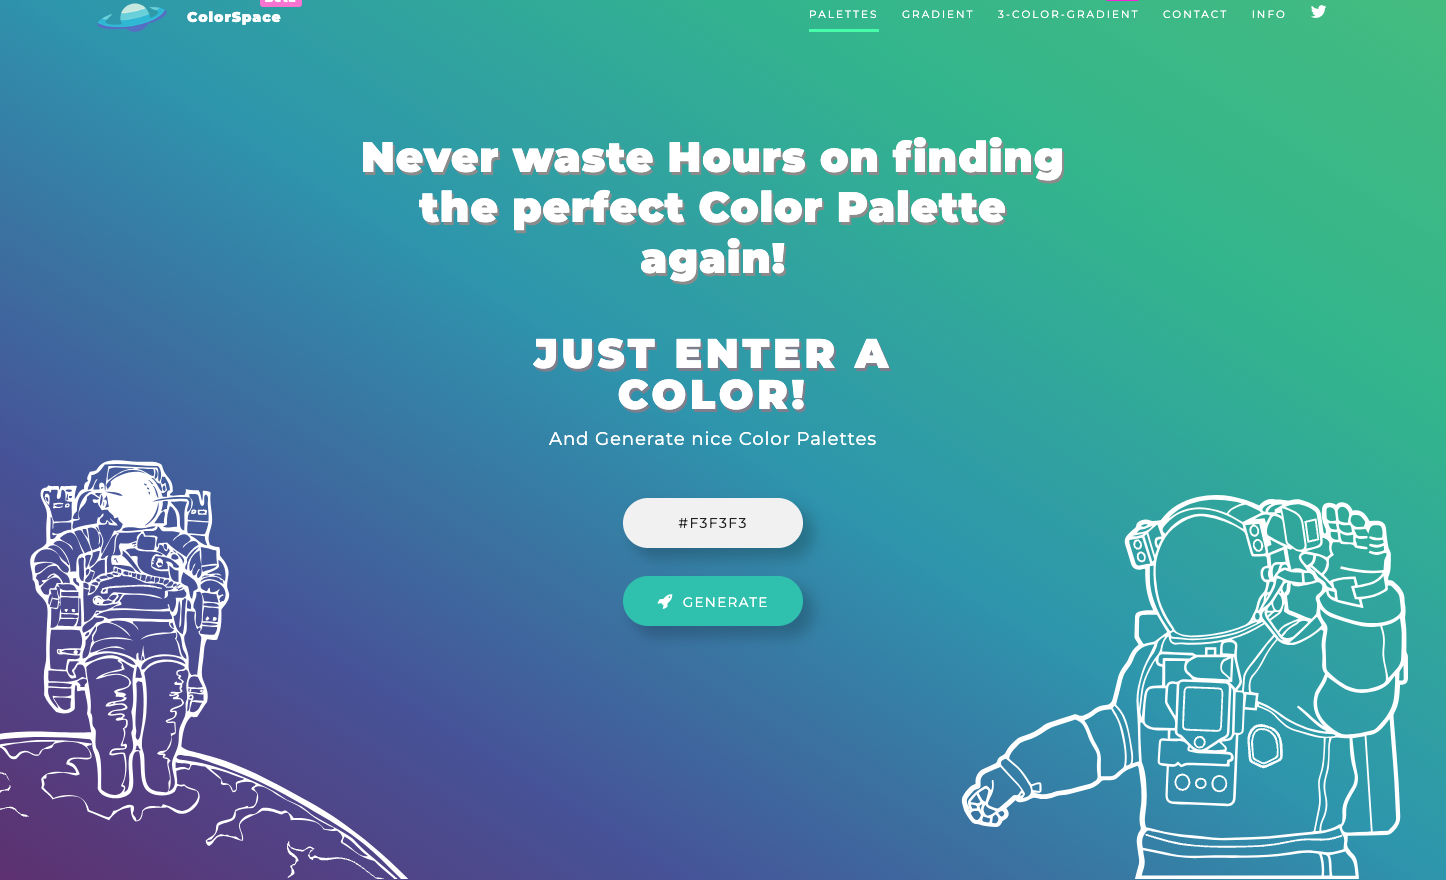 Beta
ColorSpace
PALETTES
GRADIENT
3-COLOR-GRADIENT
CONTACT
INFO
Never waste Hours on finding
the perfect Color Palette
again!
JUST ENTER A
COLOR!
And Generate nice Color Palettes
#F3F3F3
GENERATE